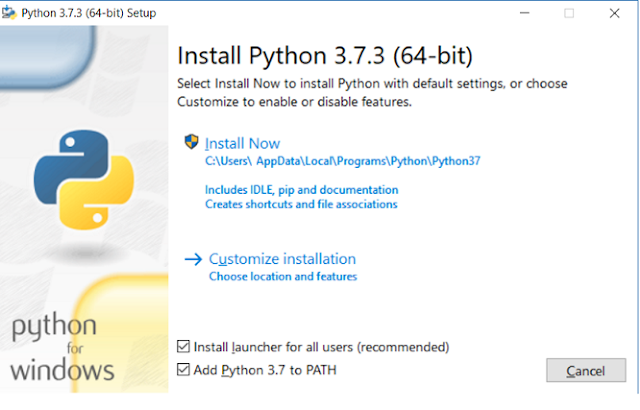 Python 3.7.3 (64-bit) Setup
Install Python 3.7.3 (64-bit)
Select Install Now to install Python with default settings, or choose
Customize to enable or disable features.
Install Now
C:\Users\ AppData\Local\Programs\Python\Python37
Includes IDLE, pip and documentation
Creates shortcuts and file associations
Customize installation
Choose location and features
python
for
windows
Install launcher for all users (recommended)
Add Python 3.7 to PATH
Cancel